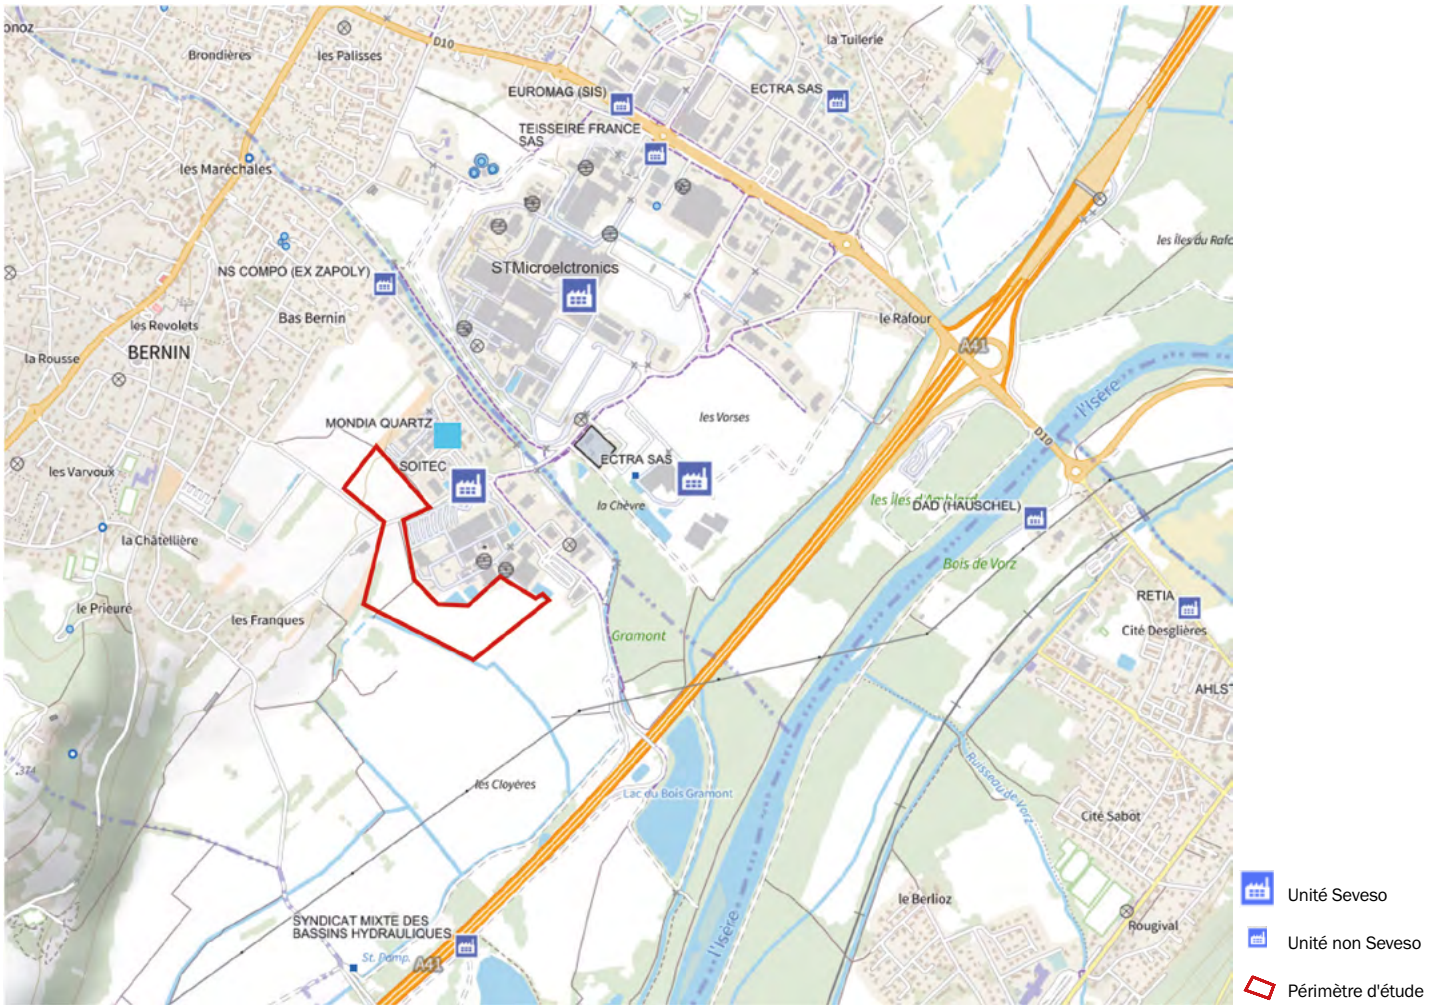 onoz
Brondières
les Palisses
D10
la Tuilerie
EUROMAG (SIS)
ECTRA SAS
TEISSEIRE FRANCE
SAS
les Maréchales
les Îles du Rafo
NS COMPO (EX ZAPOLY)
STMicroelctronics
les Revolets
Bas Bernin
le Rafour
la Rousse
BERNIN
A41
l'Isère
MONDIA QUARTZ
les Vorses
D10
les Varvoux
SOITEC
ECTRA SAS
la Chèvre
les Îles d'Amblard
DAD (HAUSCHEL)
la Châtellière
Bois de Vorz
le Prieuré
les Franques
RETIA
Cité Desglières
Gramont
AHLST
374
les Cloyères
Lac du Bois Gramont
Ruisseau de Vorz
Cité Sabot
Unité Seveso
le Berlioz
SYNDICAT MIXTE DES
BASSINS HYDRAULIQUES
Rougival
l'Isère
Unité non Seveso
St. Pomp.
A41
Périmètre d'étude